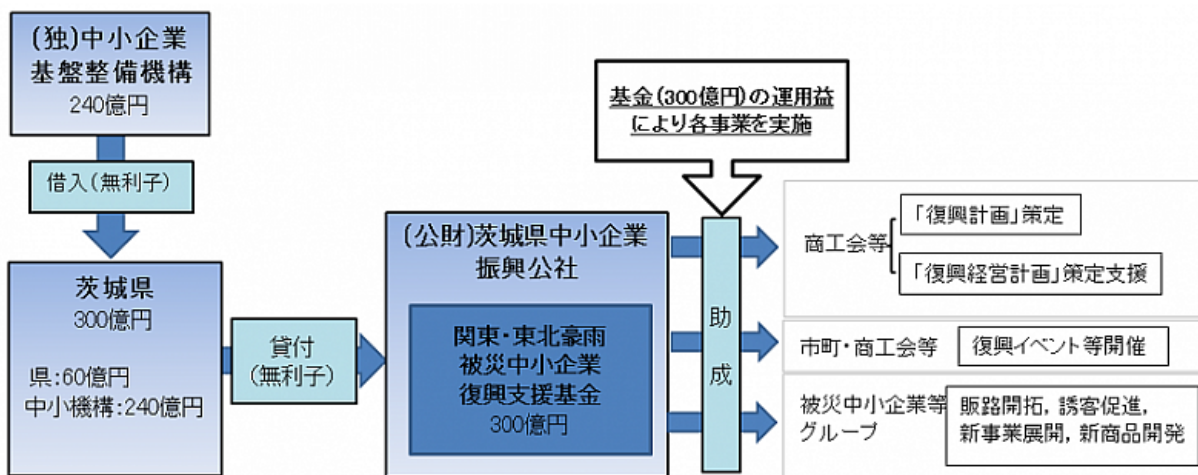 (独)中小企業
基盤整備機構
240億円
借入(無利子)
茨城県
300億円
県:60億円
中小機構:240億円
貸付
(無利子)
(公財)茨城県中小企業
振興公社
関東・東北豪雨
被災中小企業
復興支援基金
300億円
基金(300億円)の運用益
により各事業を実施
助
成
商工会等
「復興計画」策定
「復興経営計画」策定支援
市町・商工会等
復興イベント等開催
被災中小企業等
グループ
販路開拓,誘客促進,
新事業展開,新商品開発